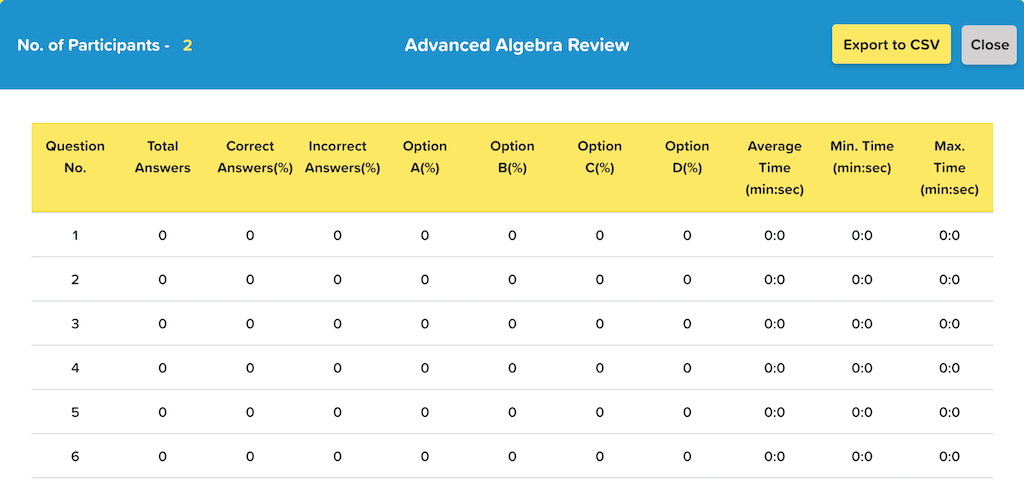 No. of Participants - 2 Advanced Algebra Review Export to CSV Close
Question Total Correct Incorrect Option Option Option Option Average Min. Time Max.
No. Answers Answers(%) Answers(%) A(%) B(%) C(%) D(%) Time (min:sec) Time
(min:sec) (min:sec)
1 0 0 0 0 0 0 0 0:0 0:0 0:0
2 0 0 0 0 0 0 0 0:0 0:0 0:0
3 0 0 0 0 0 0 0 0:0 0:0 0:0
4 0 0 0 0 0 0 0 0:0 0:0 0:0
5 0 0 0 0 0 0 0 0:0 0:0 0:0
6 0 0 0 0 0 0 0 0:0 0:0 0:0